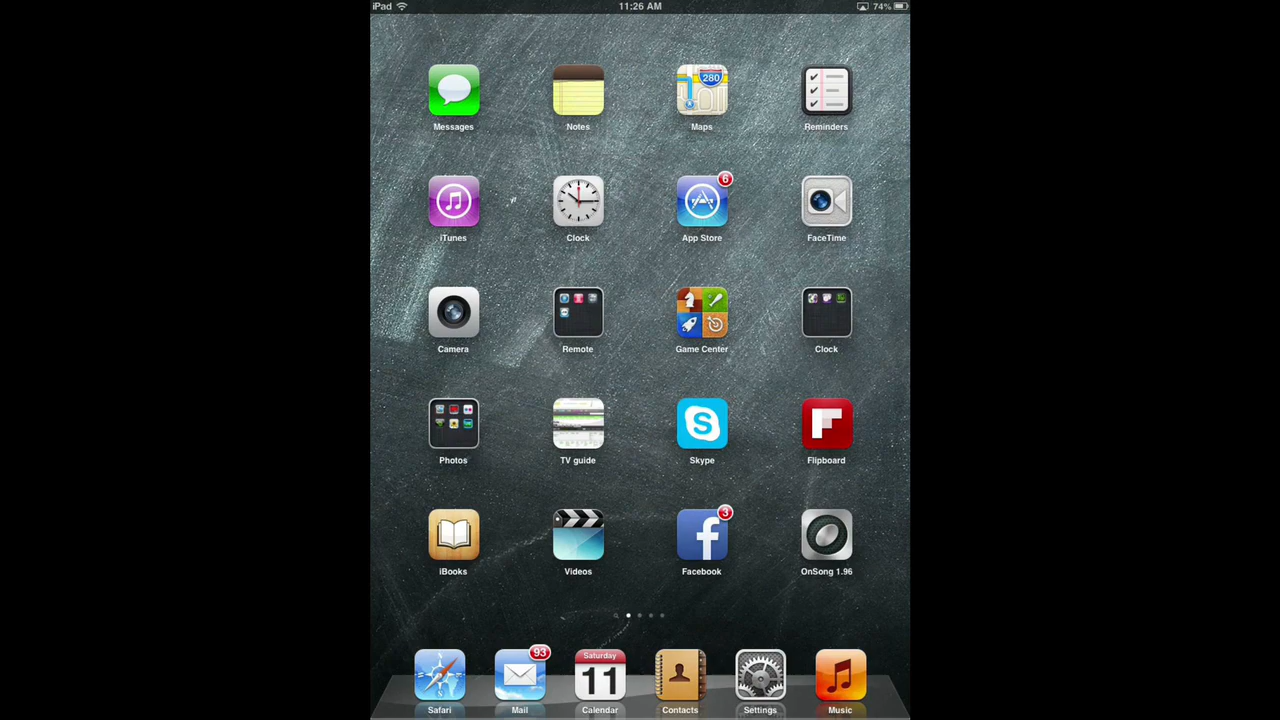 iPad 11:26 AM 74%
280
Messages Notes Maps Reminders
6
iTunes Clock App Store FaceTime
Camera Remote Game Center Clock
Photos TV guide Skype Flipboard
3
iBooks Videos Facebook OnSong 1.96
93 Saturday
11
Safari Mail Calendar Contacts Settings Music